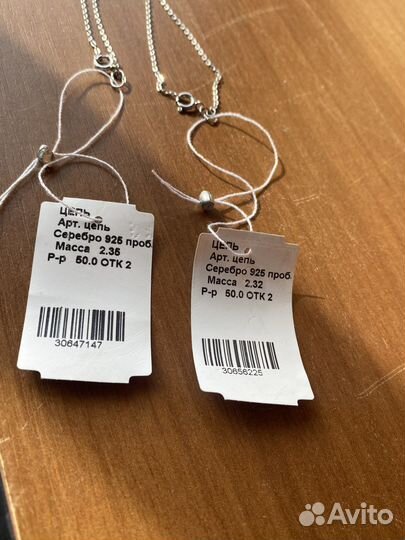 ЦЕПЬ
Арт. цепь
Серебро 925 проб.
Масса 2.35
Р-р 50.0 ОТК 2
30647147
ЦЕПЬ
Арт. цепь
Серебро 925 проб.
Масса 2.32
Р-р 50.0 ОТК 2
30656225
Avito